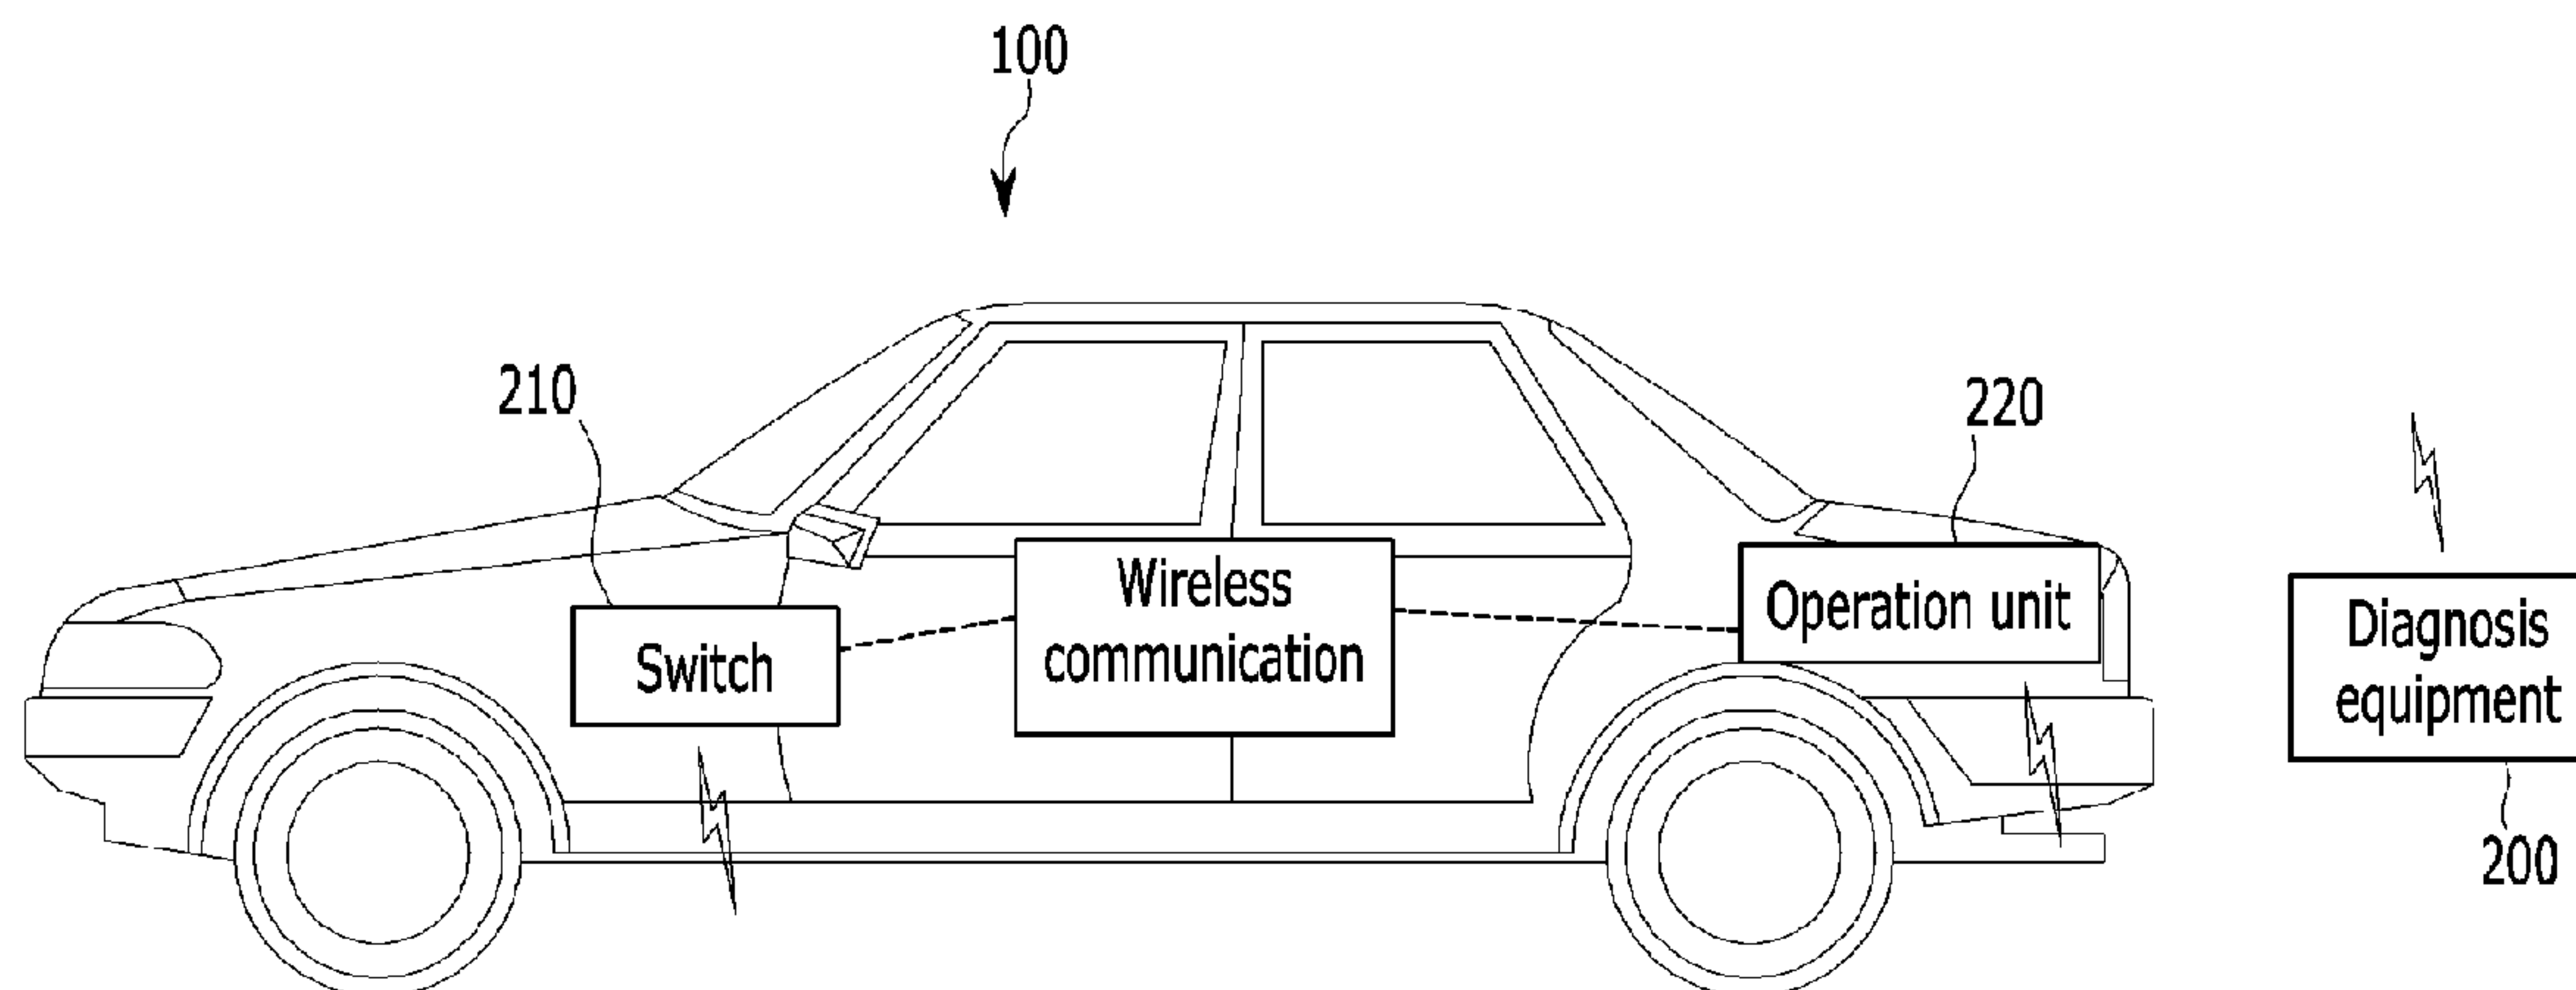 100
210
220
Wireless
communication
Operation unit
Switch
Diagnosis
equipment
200